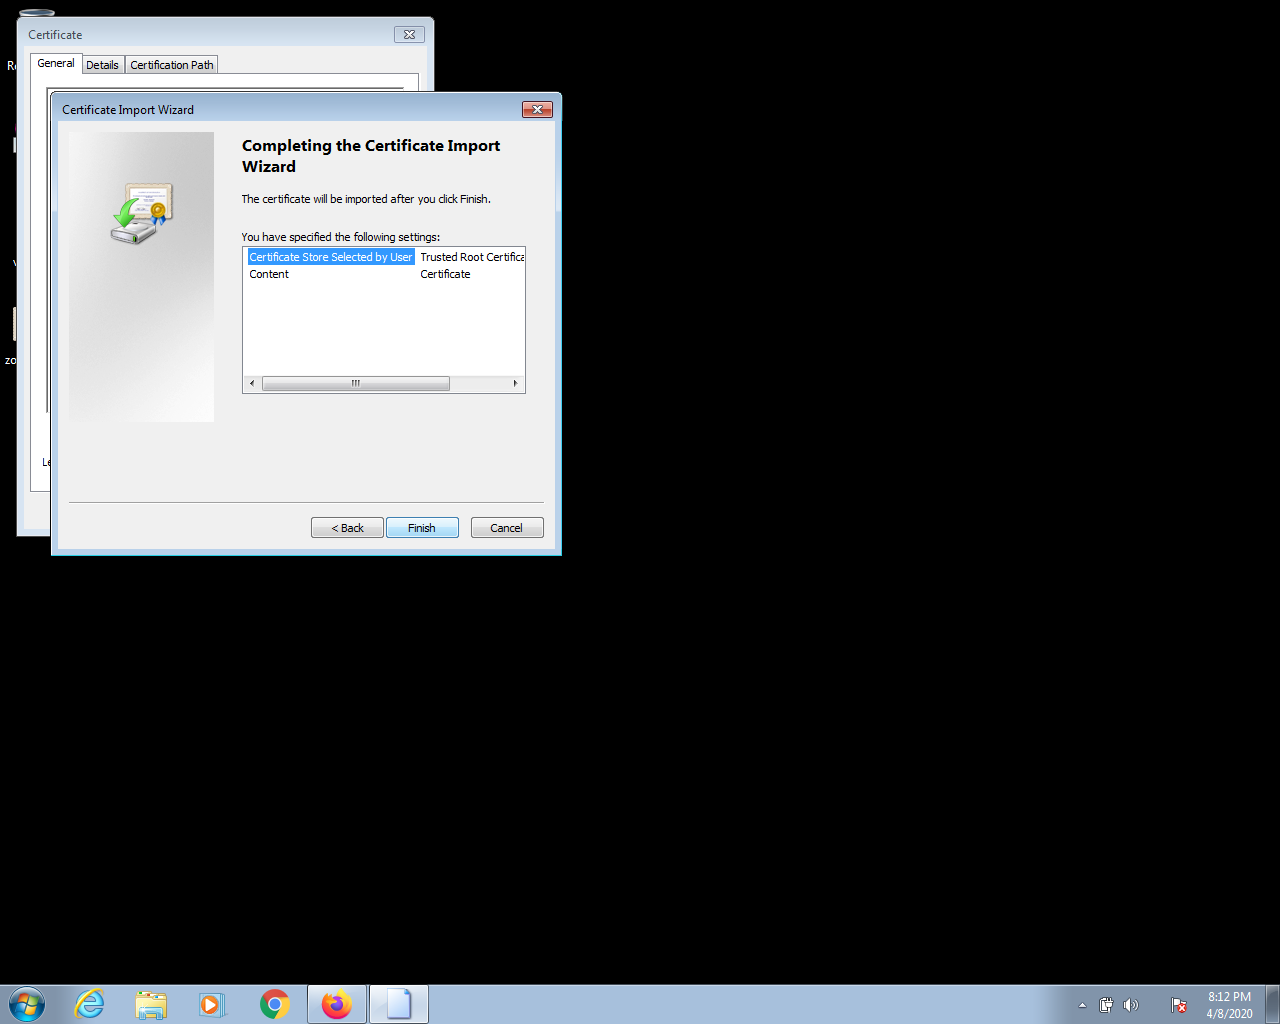 Certificate
General
Details
Certification Path
Certificate Import Wizard
Completing the Certificate Import
Wizard
The certificate will be imported after you click Finish.
You have specified the following settings:
Certificate Store Selected by User Trusted Root Certifica
Content Certificate
< Back
Finish
Cancel
8:12 PM
4/8/2020